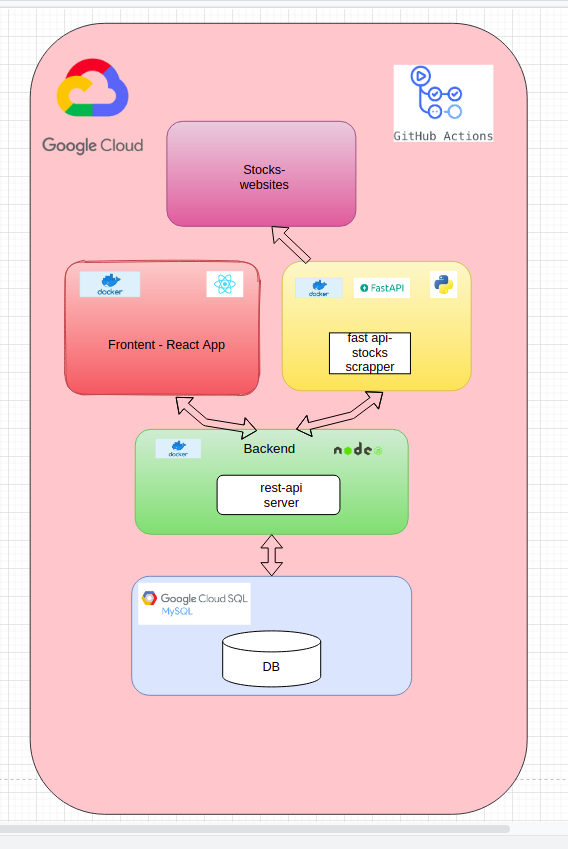 Google Cloud
GitHub Actions
Stocks-
websites
docker
Frontent - React App
docker
FastAPI
fast api-
stocks
scrapper
docker
Backend
node
rest-api
server
Google Cloud SQL
MySQL
DB